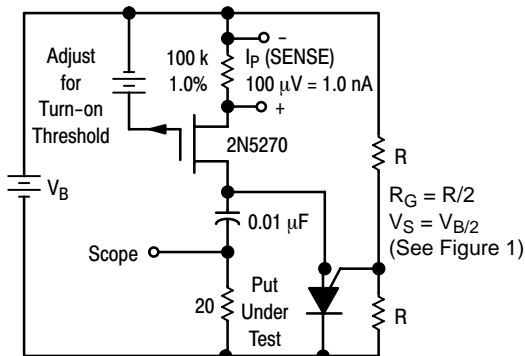 Adjust
for
Turn–on
Threshold
100 k
1.0%
–
IP (SENSE)
100 μV = 1.0 nA
+
2N5270
VB
R
RG = R/2
VS = VB/2
(See Figure 1)
0.01 μF
Scope
20
Put
Under
Test
R